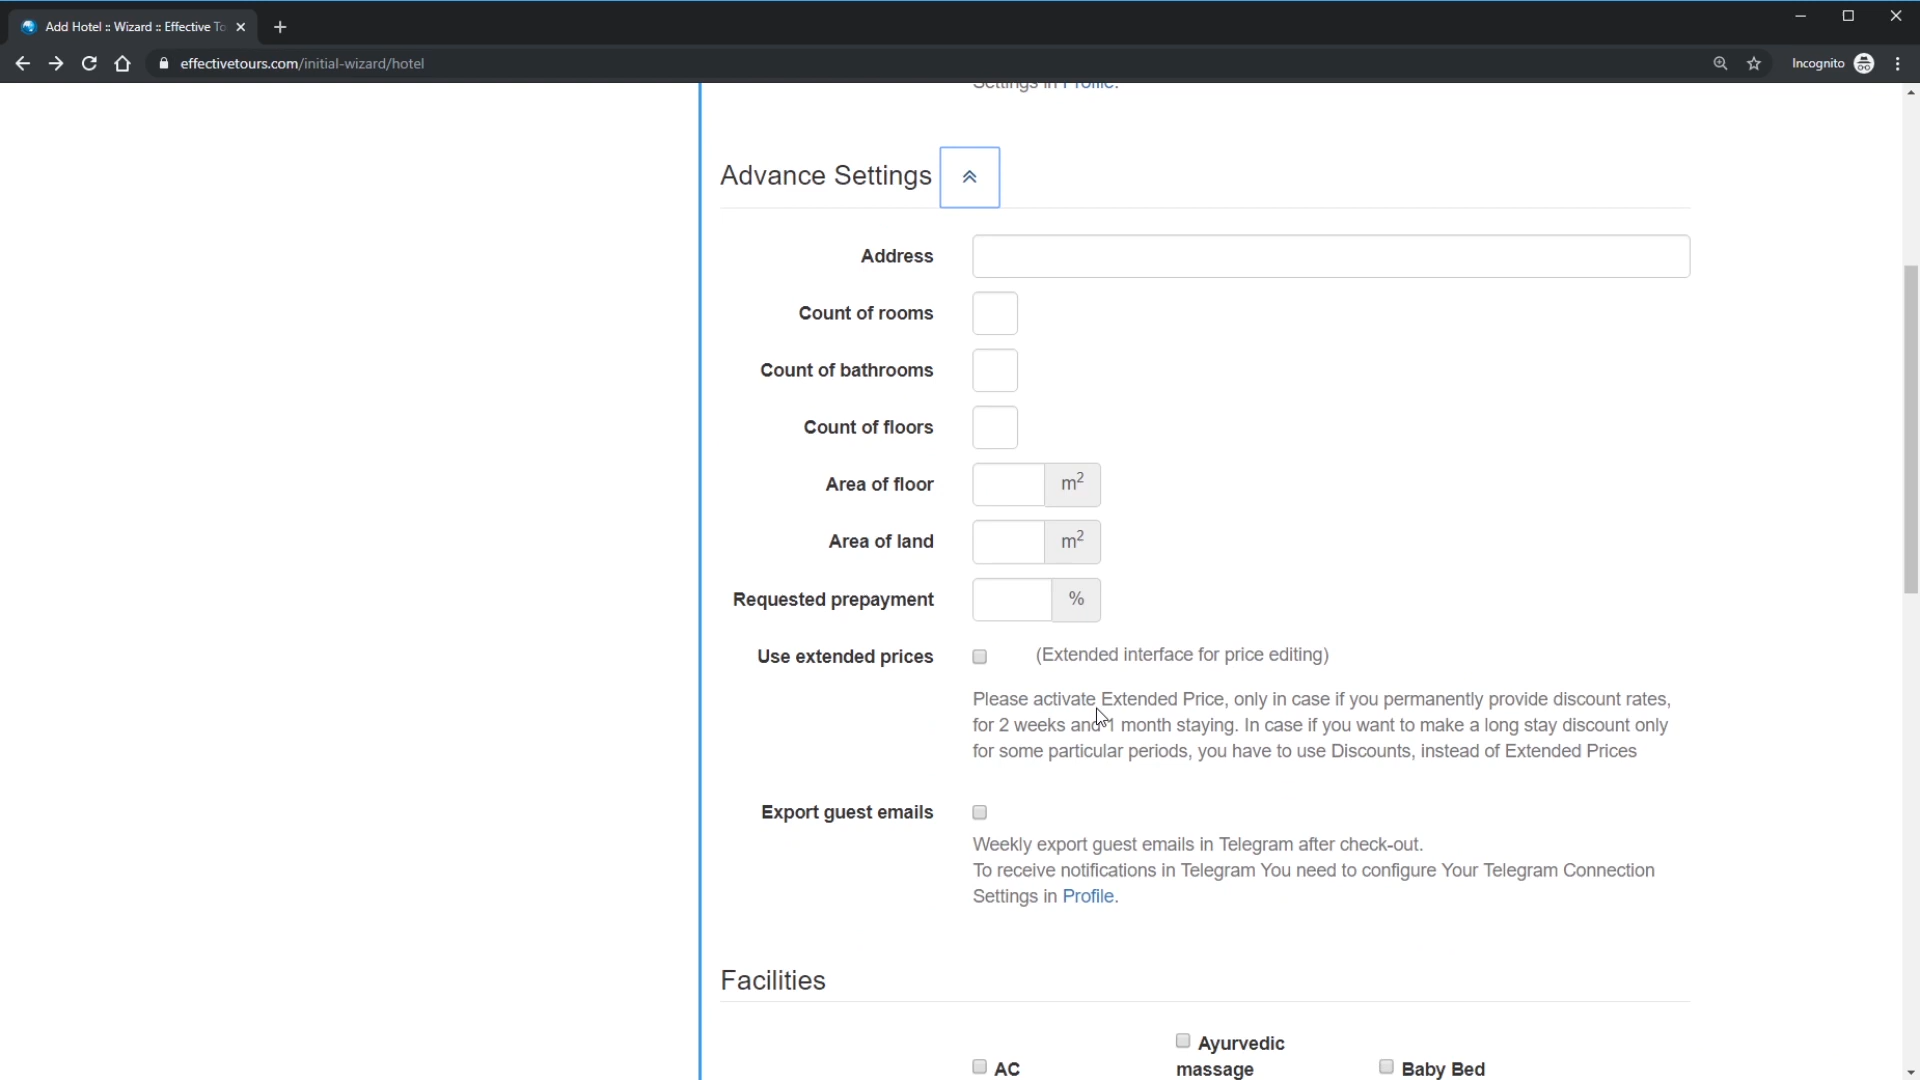 Add Hotel :: Wizard :: Effective To
effectivetours.com/initial-wizard/hotel
Incognito
Settings in Profile.
Advance Settings
Address
Count of rooms
Count of bathrooms
Count of floors
Area of floor m²
Area of land m²
Requested prepayment %
Use extended prices (Extended interface for price editing)
Please activate Extended Price, only in case if you permanently provide discount rates,
for 2 weeks and 1 month staying. In case if you want to make a long stay discount only
for some particular periods, you have to use Discounts, instead of Extended Prices
Export guest emails
Weekly export guest emails in Telegram after check-out.
To receive notifications in Telegram You need to configure Your Telegram Connection
Settings in Profile.
Facilities
AC
Ayurvedic
massage
Baby Bed